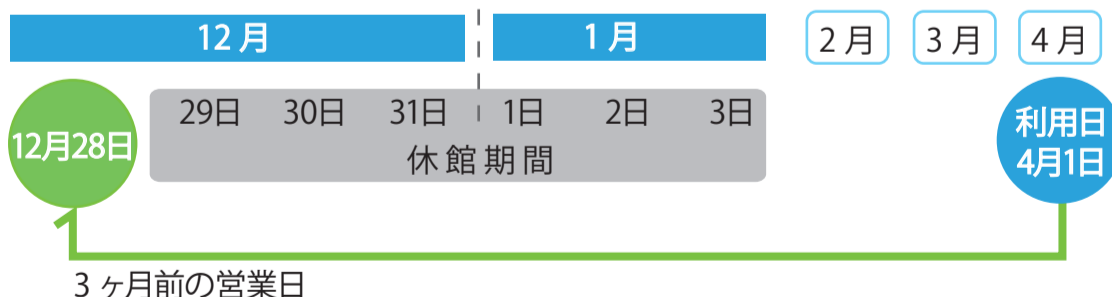 12月 1月 2月 3月 4月
12月28日 29日 30日 31日 1日 2日 3日 利用日
休館期間 4月1日
3ヶ月前の営業日